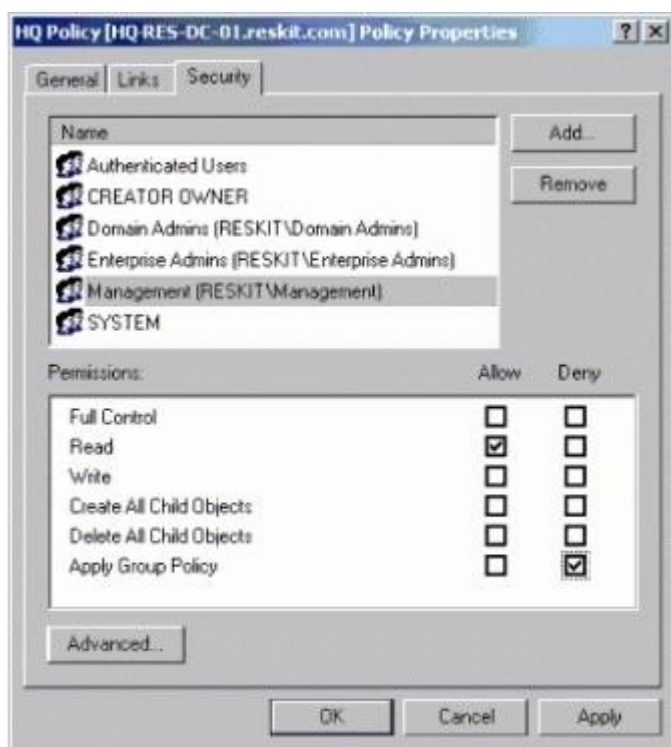 HQ Policy [HQ-RES-DC-01.reskit.com] Policy Properties
General Links Security
Name
Add...
Authenticated Users
CREATOR OWNER
Remove
Domain Admins (RESKIT\Domain Admins)
Enterprise Admins (RESKIT\Enterprise Admins)
Management (RESKIT\Management)
SYSTEM
Permissions: Allow Deny
Full Control
Read
Write
Create All Child Objects
Delete All Child Objects
Apply Group Policy
Advanced...
OK Cancel Apply